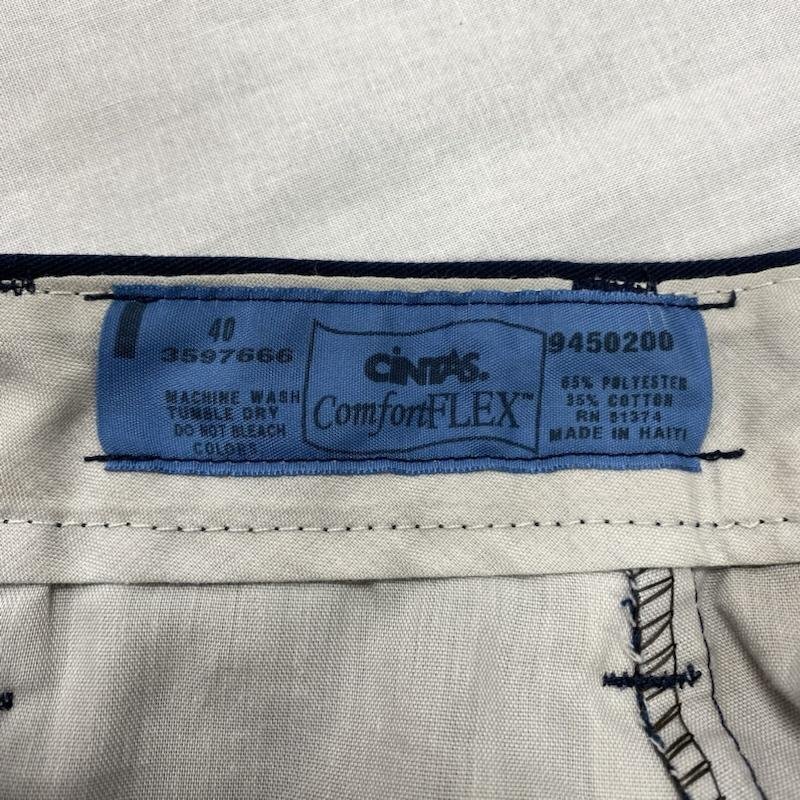 40
3597666
MACHINE WASH
TUMBLE DRY
DO NOT BLEACH
COLORS
CiNTAS.
ComfortFLEX™
9450200
65% POLYESTER
35% COTTON
RN 81374
MADE IN HAITI